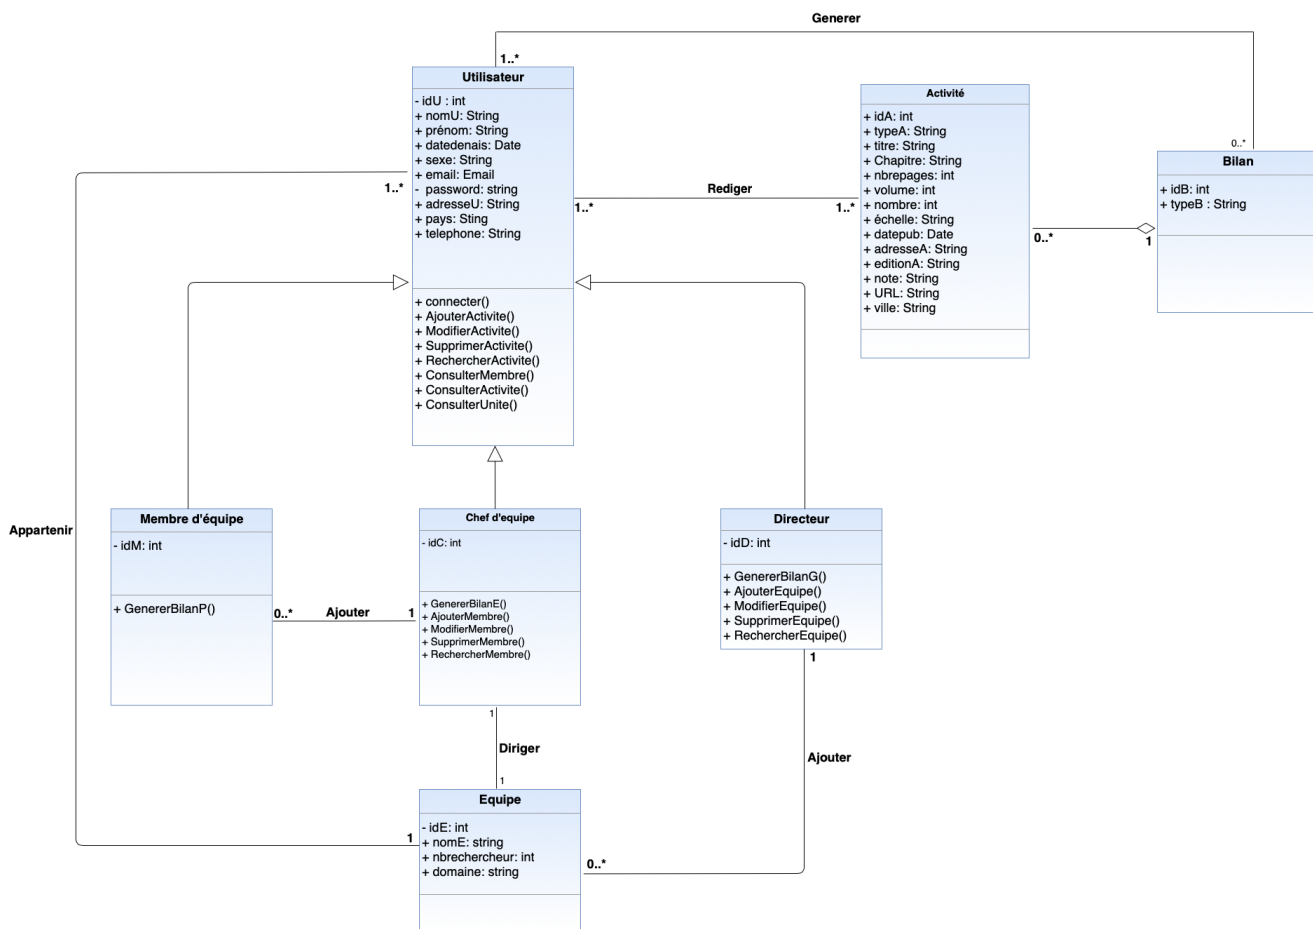 Generer
1..*
Utilisateur
- idU : int
+ nomU: String
+ prénom: String
+ datedenais: Date
+ sexe: String
+ email: Email
- password: string
+ adresseU: String
+ pays: Sting
+ telephone: String
+ connecter()
+ AjouterActivite()
+ ModifierActivite()
+ SupprimerActivite()
+ RechercherActivite()
+ ConsulterMembre()
+ ConsulterActivite()
+ ConsulterUnite()
1..*
1..*
Rediger
1..*
Activité
+ idA: int
+ typeA: String
+ titre: String
+ Chapitre: String
+ nbrepages: int
+ volume: int
+ nombre: int
+ échelle: String
+ datepub: Date
+ adresseA: String
+ editionA: String
+ note: String
+ URL: String
+ ville: String
0..*
1
0..*
Bilan
+ idB: int
+ typeB : String
Appartenir
Membre d'équipe
- idM: int
+ GenererBilanP()
0..*
Ajouter
1
Chef d'equipe
- idC: int
+ GenererBilanE()
+ AjouterMembre()
+ ModifierMembre()
+ SupprimerMembre()
+ RechercherMembre()
Directeur
- idD: int
+ GenererBilanG()
+ AjouterEquipe()
+ ModifierEquipe()
+ SupprimerEquipe()
+ RechercherEquipe()
1
Diriger
1
1
Ajouter
0..*
1
Equipe
- idE: int
+ nomE: string
+ nbrechercheur: int
+ domaine: string